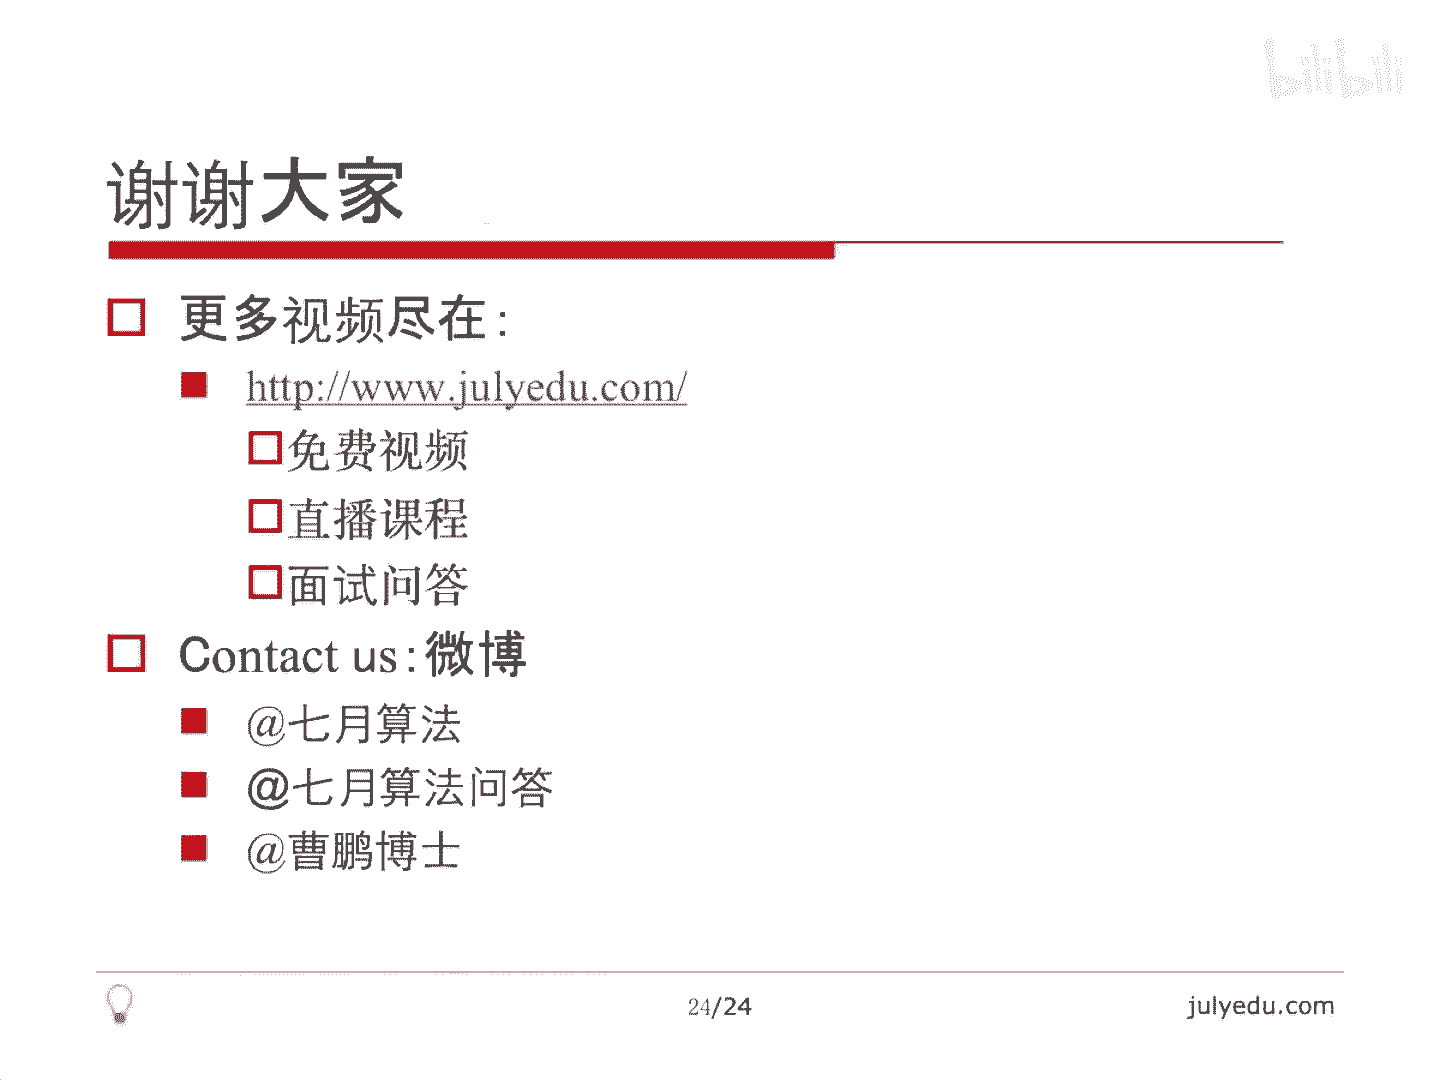 bilibili
谢谢大家
更多视频尽在：
http://www.julyedu.com/
免费视频
直播课程
面试问答
Contact us：微博
@七月算法
@七月算法问答
@曹鹏博士
24/24
julyedu.com